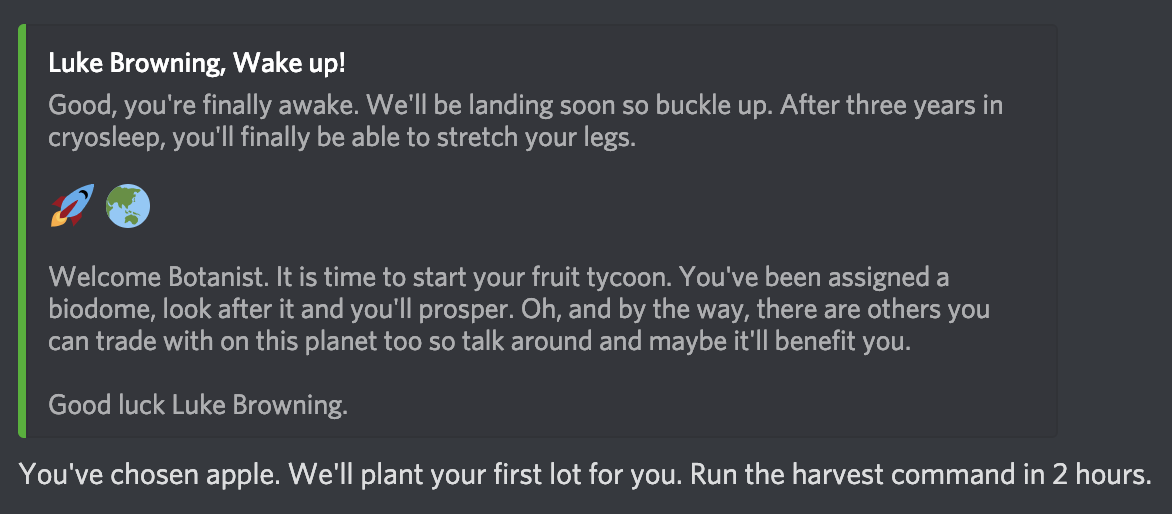 Luke Browning, Wake up!
Good, you're finally awake. We'll be landing soon so buckle up. After three years in
cryosleep, you'll finally be able to stretch your legs.
Welcome Botanist. It is time to start your fruit tycoon. You've been assigned a
biodome, look after it and you'll prosper. Oh, and by the way, there are others you
can trade with on this planet too so talk around and maybe it'll benefit you.
Good luck Luke Browning.
You've chosen apple. We'll plant your first lot for you. Run the harvest command in 2 hours.